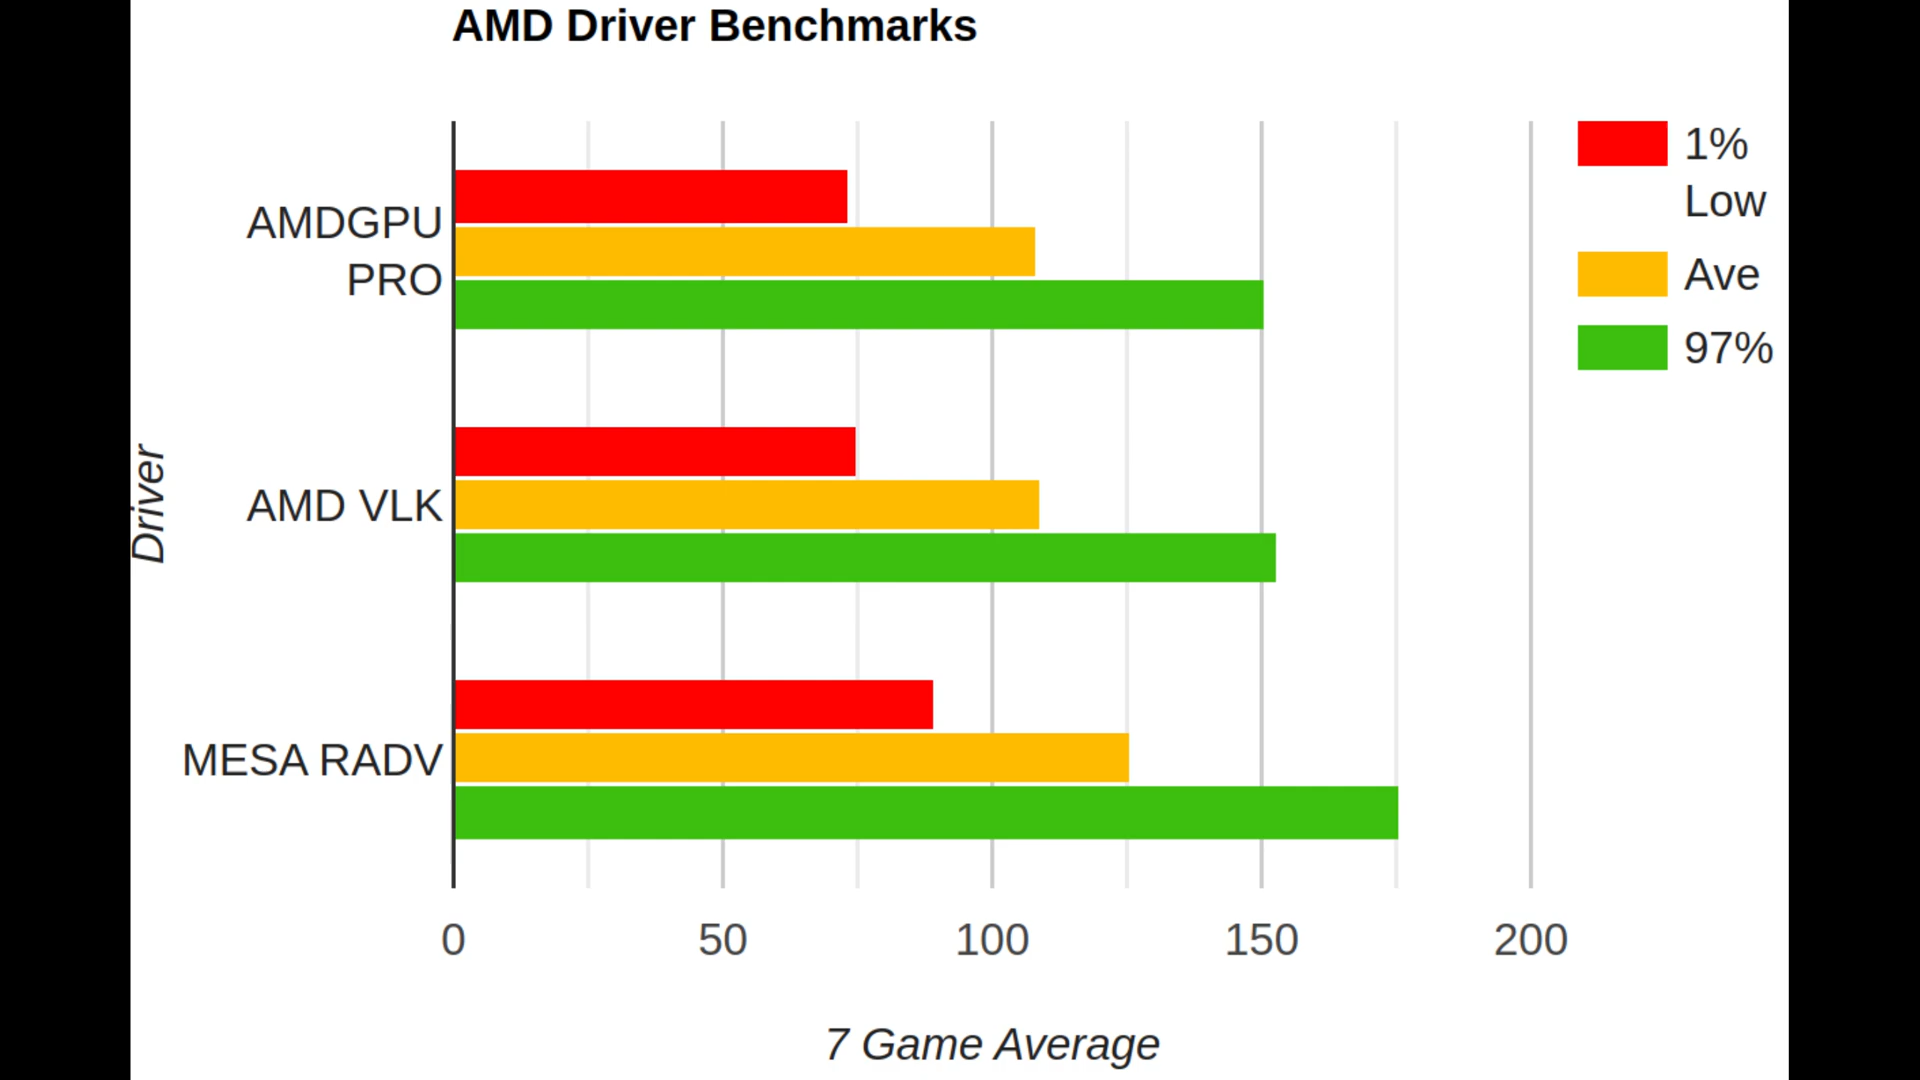 AMD Driver Benchmarks
1%
Low
Ave
97%
AMDGPU
PRO
AMD VLK
MESA RADV
Driver
0 50 100 150 200
7 Game Average